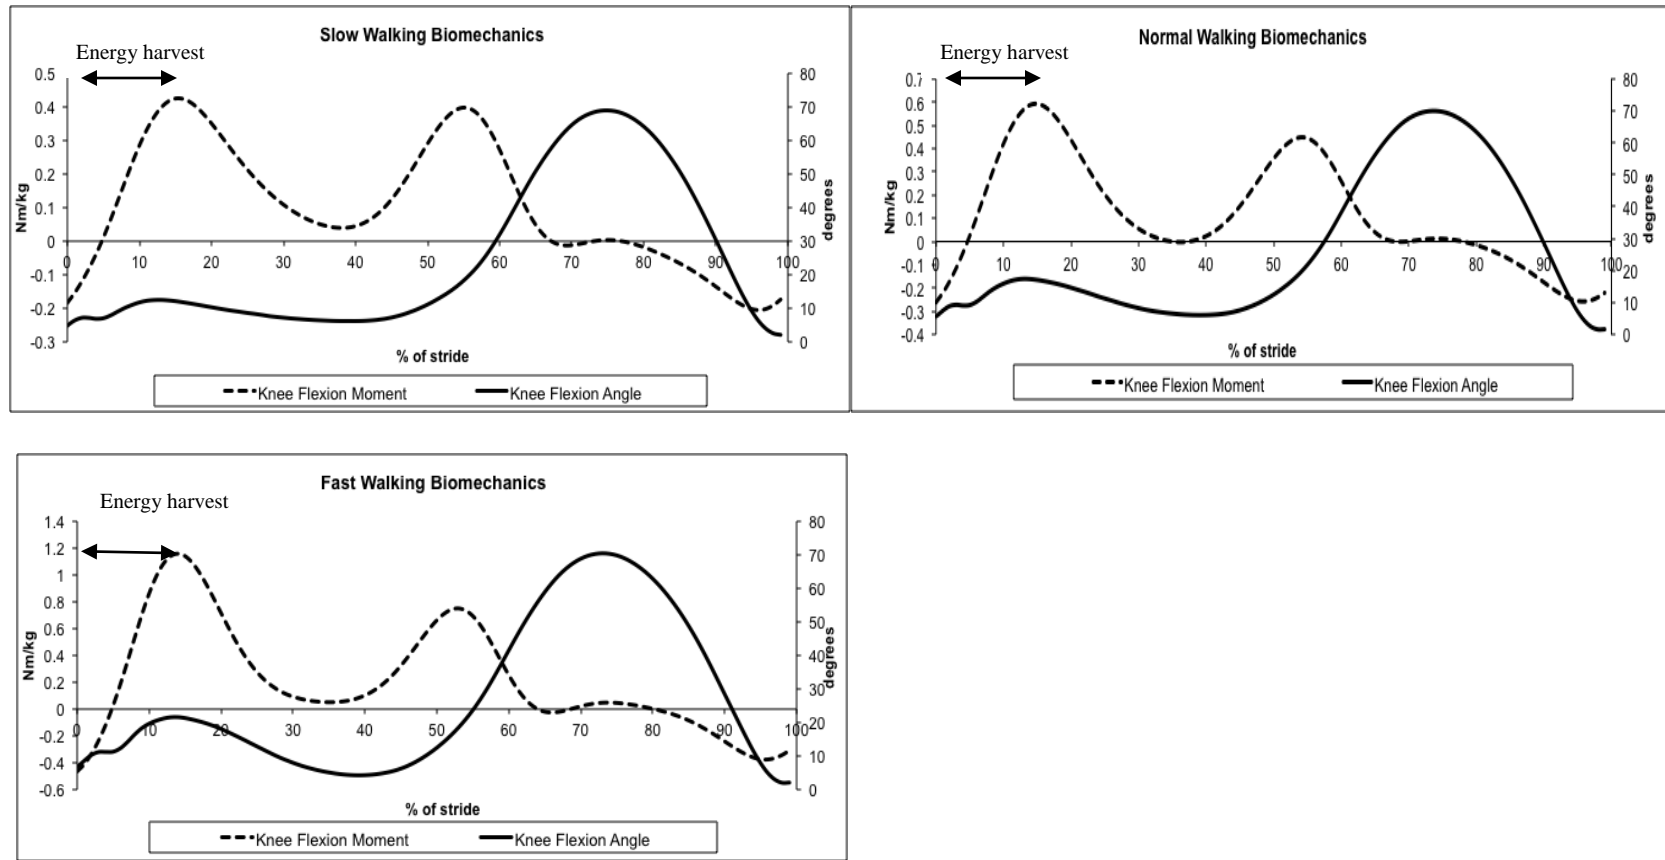 Slow Walking Biomechanics
Energy harvest
0.5
0.4
0.3
0.2
0.1
0
-0.1
-0.2
-0.3
Nm/kg
0 10 20 30 40 50 60 70 80 90 100
80
70
60
50
40
30
20
10
0
degrees
% of stride
Knee Flexion Moment Knee Flexion Angle
Normal Walking Biomechanics
Energy harvest
0.7
0.6
0.5
0.4
0.3
0.2
0.1
0
-0.1
-0.2
-0.3
-0.4
Nm/kg
0 10 20 30 40 50 60 70 80 90 100
80
70
60
50
40
30
20
10
0
degrees
% of stride
Knee Flexion Moment Knee Flexion Angle
Fast Walking Biomechanics
Energy harvest
1.4
1.2
1
0.8
0.6
0.4
0.2
0
-0.2
-0.4
-0.6
Nm/kg
0 10 20 30 40 50 60 70 80 90 100
80
70
60
50
40
30
20
10
0
degrees
% of stride
Knee Flexion Moment Knee Flexion Angle